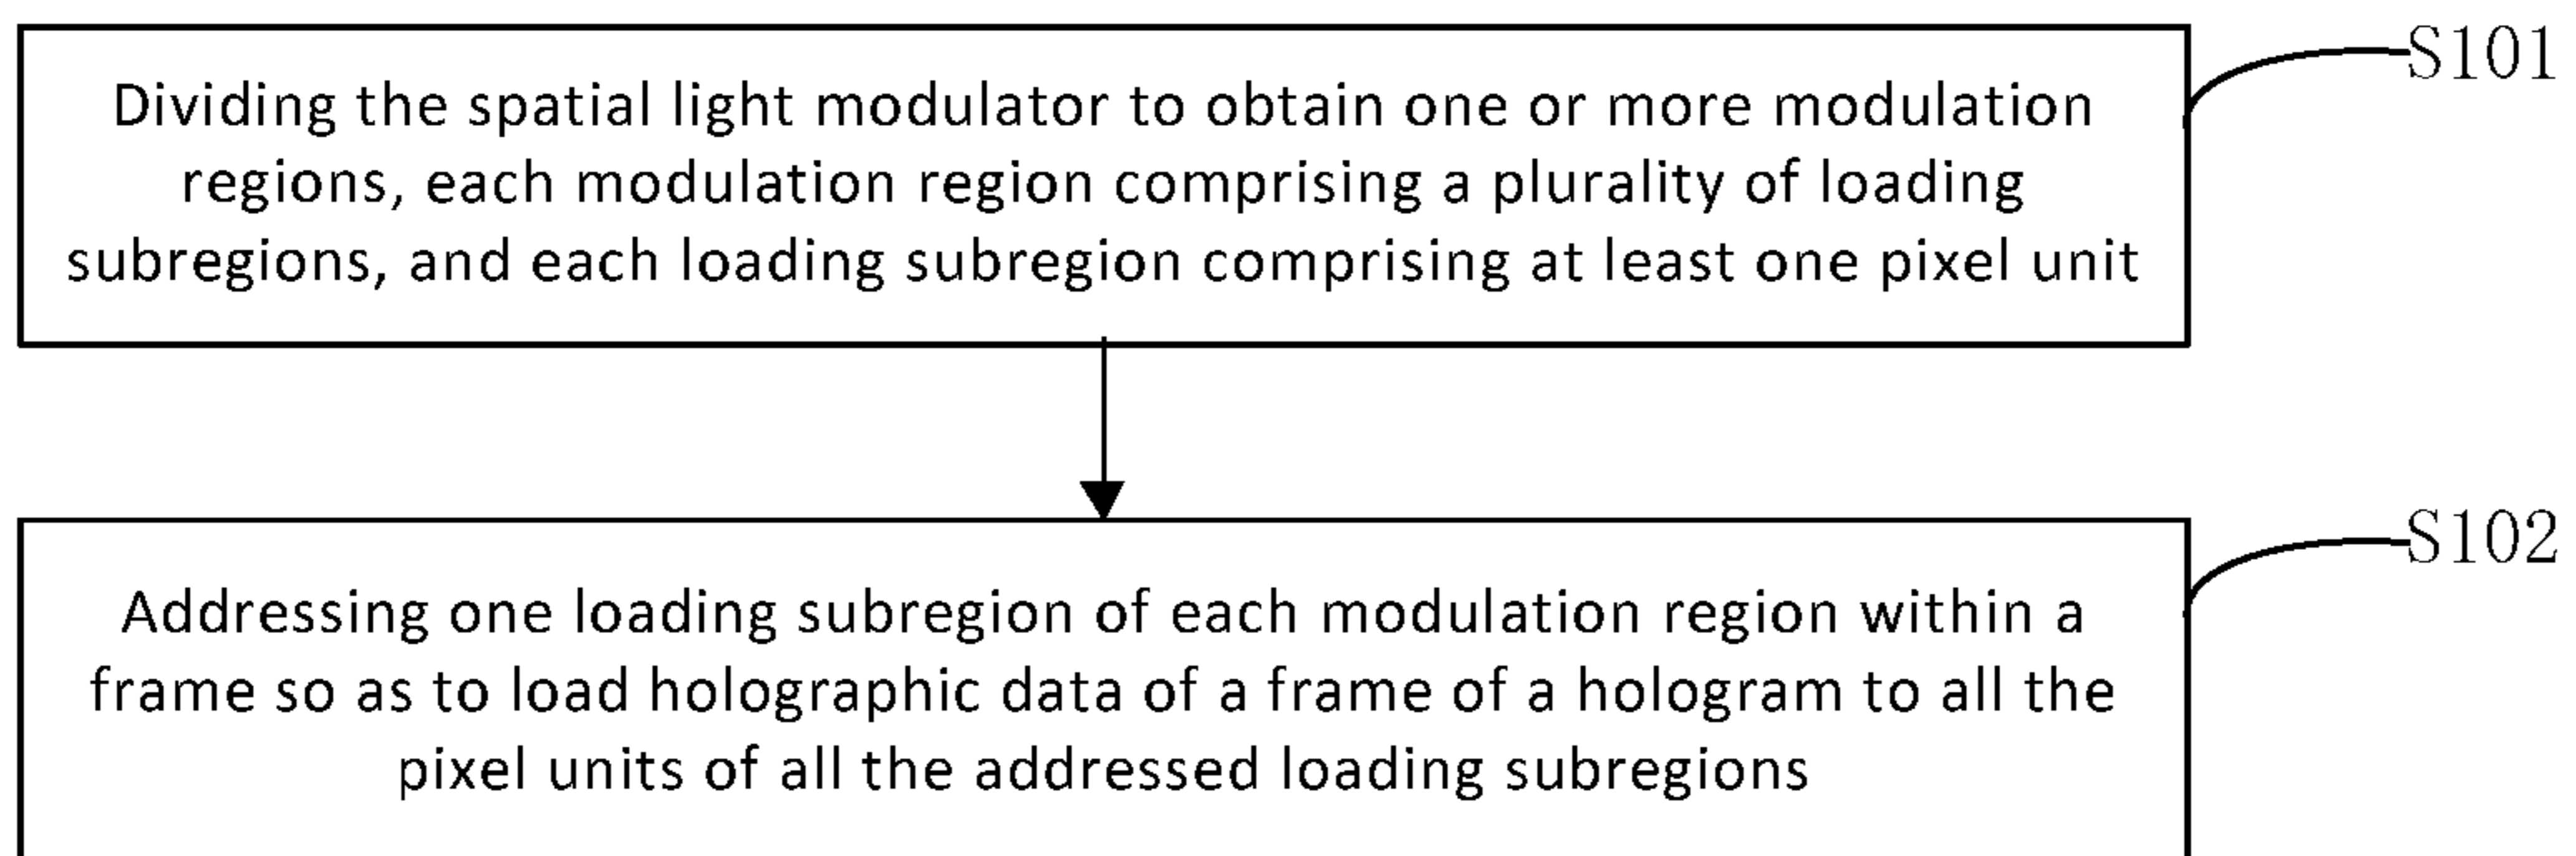 S101
Dividing the spatial light modulator to obtain one or more modulation
regions, each modulation region comprising a plurality of loading
subregions, and each loading subregion comprising at least one pixel unit
S102
Addressing one loading subregion of each modulation region within a
frame so as to load holographic data of a frame of a hologram to all the
pixel units of all the addressed loading subregions